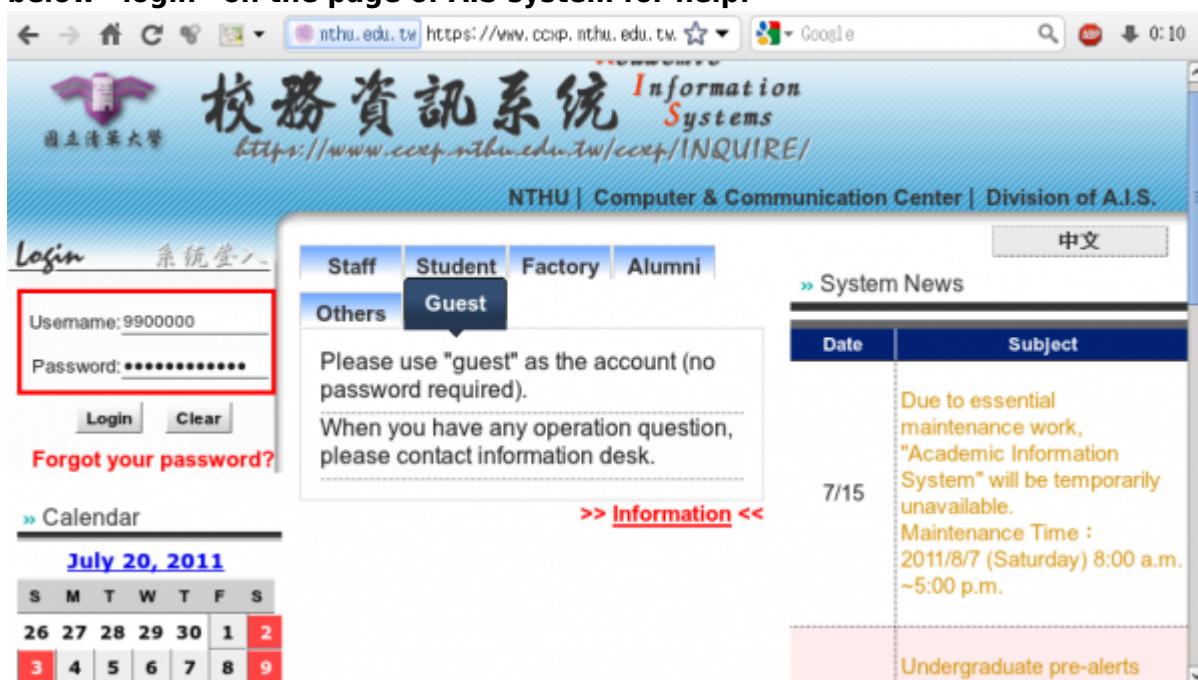 below "login" on the page of AIS system for help.
nthu.edu.tw https://www.ccxp.nthu.edu.tw. Google 0:10
Academic
Information
Systems
校務資訊系統
國立清華大學
https://www.ccxp.nthu.edu.tw/ccxp/INQUIRE/
NTHU | Computer & Communication Center | Division of A.I.S.
Login 系統登入
Username: 9900000
Password: ••••••••••••
Login Clear
Forgot your password?
» Calendar
July 20, 2011
S M T W T F S
26 27 28 29 30 1 2
3 4 5 6 7 8 9
Staff Student Factory Alumni
Others Guest
Please use "guest" as the account (no
password required).
When you have any operation question,
please contact information desk.
>> Information <<
中文
» System News
Date Subject
7/15
Due to essential
maintenance work,
"Academic Information
System" will be temporarily
unavailable.
Maintenance Time：
2011/8/7 (Saturday) 8:00 a.m.
~5:00 p.m.
Undergraduate pre-alerts